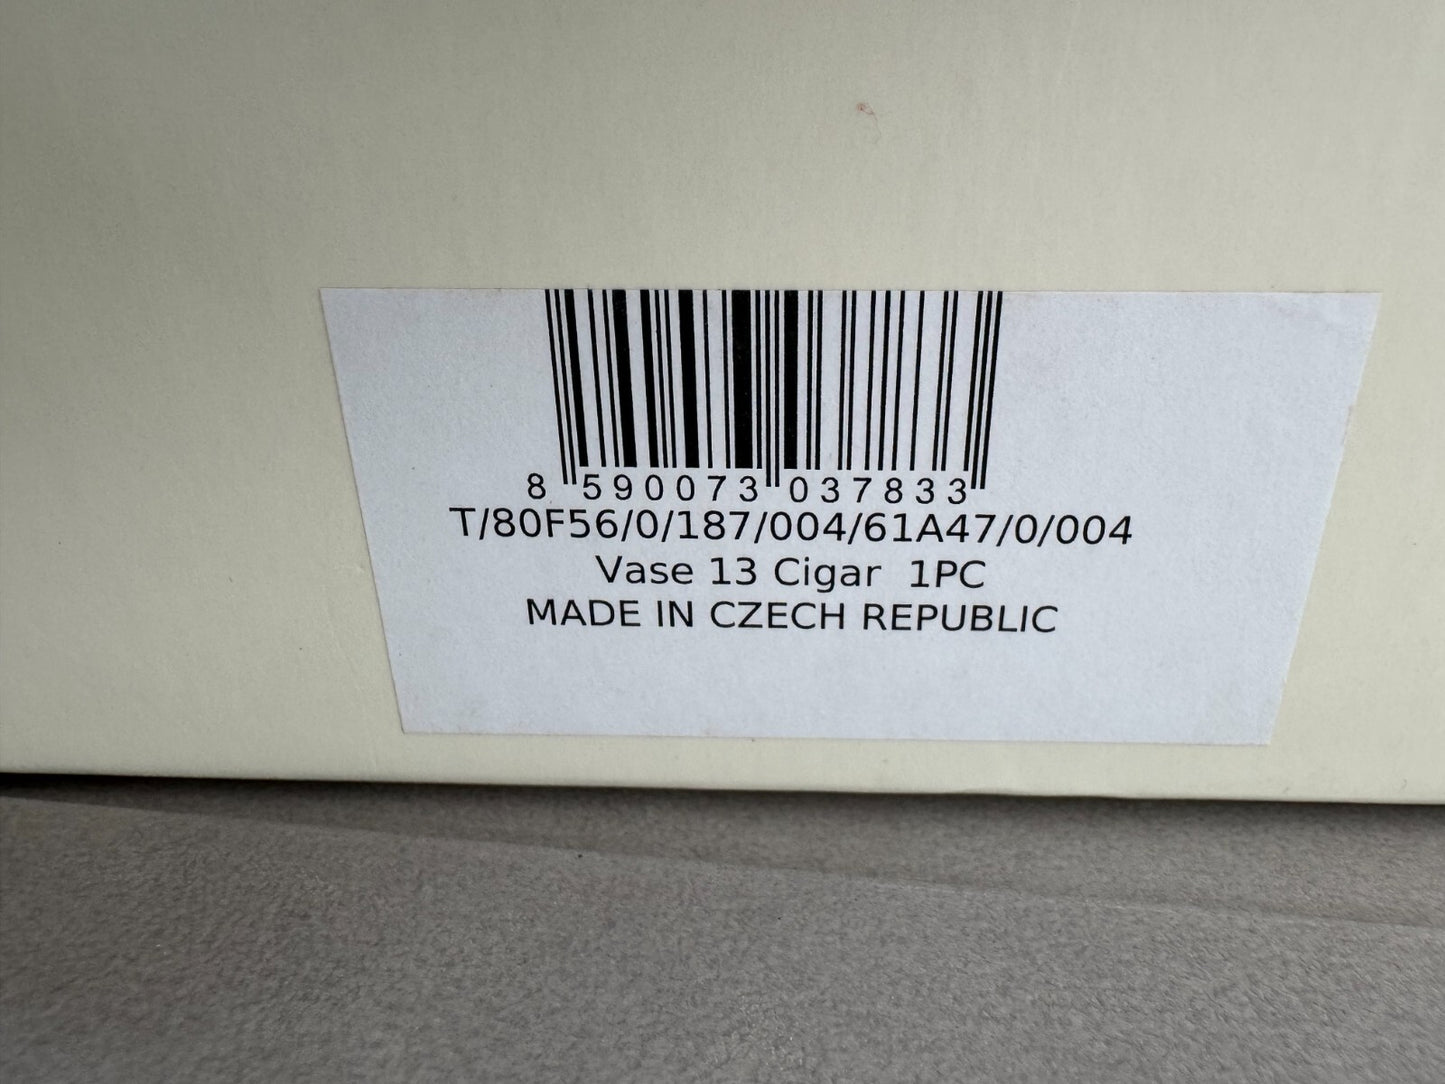 8 590073 037833
T/80F56/0/187/004/61A47/0/004
Vase 13 Cigar  1PC
MADE IN CZECH REPUBLIC